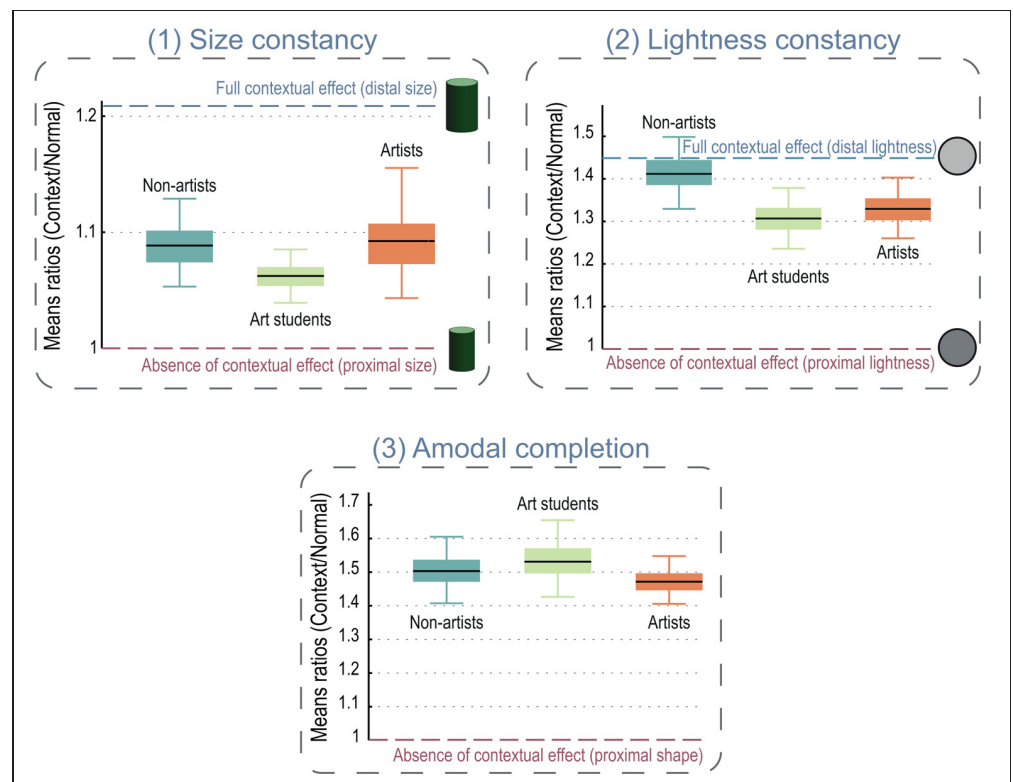 (1) Size constancy
Means ratios (Context/Normal)
Full contextual effect (distal size)
1.2
Artists
Non-artists
1.1
Art students
1
Absence of contextual effect (proximal size)
(2) Lightness constancy
Means ratios (Context/Normal)
Non-artists
1.5
Full contextual effect (distal lightness)
1.4
1.3
Artists
Art students
1.2
1.1
1
Absence of contextual effect (proximal lightness)
(3) Amodal completion
Means ratios (Context/Normal)
1.7
Art students
1.6
1.5
1.4
Non-artists
Artists
1.3
1.2
1.1
1
Absence of contextual effect (proximal shape)